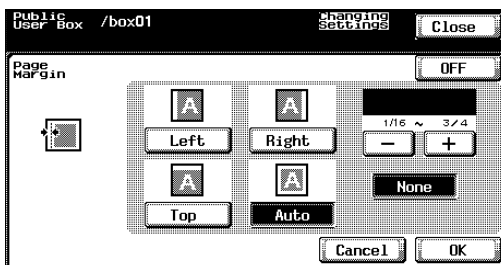 Public User Box /box01
Changing Settings
Close
Page Margin
OFF
A
A
Left
Right
1/16 ~ 3/4
− +
A
A
None
Top
Auto
Cancel
OK